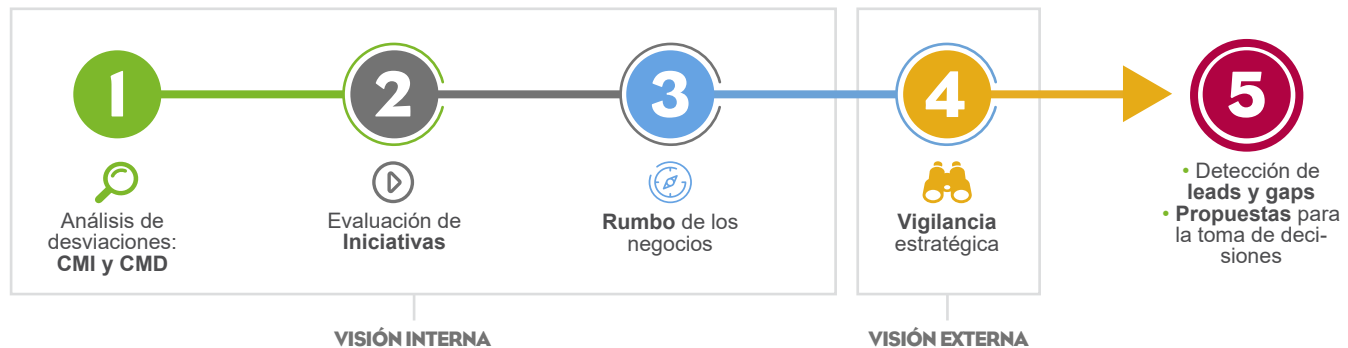 1
2
3
4
5
Análisis de
desviaciones:
CMI y CMD
Evaluación de
Iniciativas
Rumbo de los
negocios
Vigilancia
estratégica
• Detección de
leads y gaps
• Propuestas para
la toma de deci-
siones
VISIÓN INTERNA
VISIÓN EXTERNA